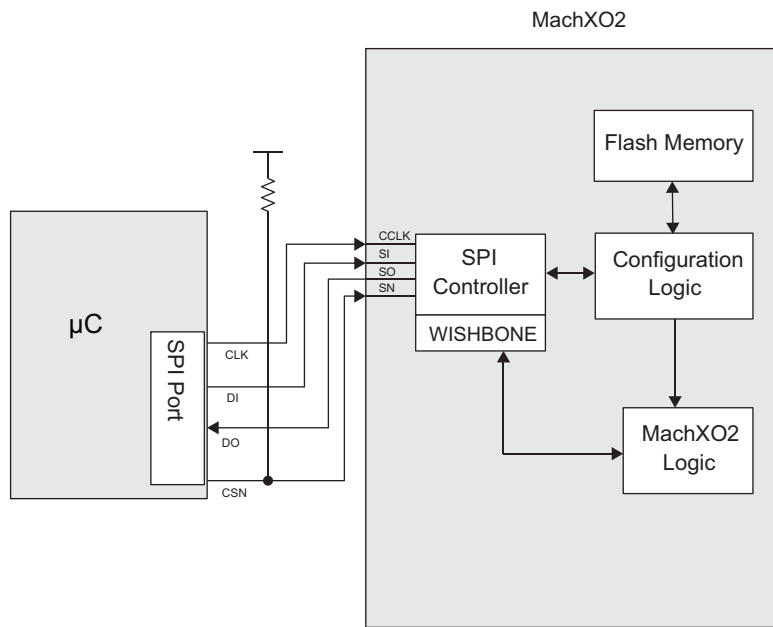 MachXO2
Flash Memory
CCLK
SI
SO
SN
SPI
Controller
WISHBONE
Configuration
Logic
µC
SPI Port
CLK
DI
DO
CSN
MachXO2
Logic